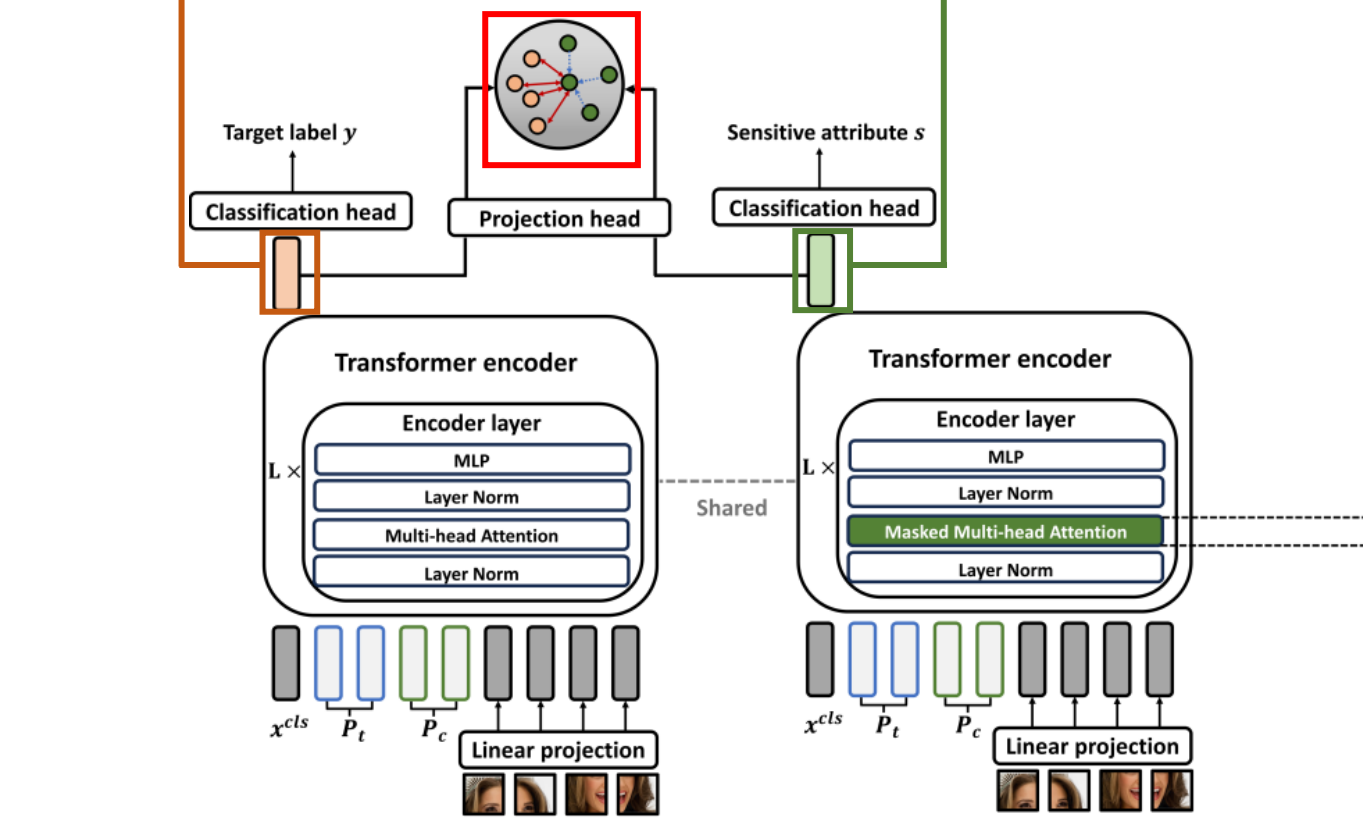 Target label y
Sensitive attribute s
Classification head
Projection head
Classification head
Transformer encoder
Encoder layer
L ×
MLP
Layer Norm
Multi-head Attention
Layer Norm
Shared
Transformer encoder
Encoder layer
L ×
MLP
Layer Norm
Masked Multi-head Attention
Layer Norm
x^{cls}
P_t
P_c
Linear projection
x^{cls}
P_t
P_c
Linear projection